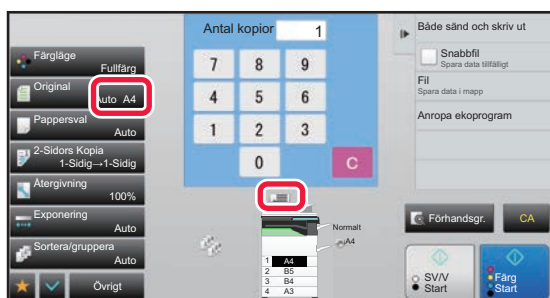 Antal kopior 1
Färgläge
Fullfärg
Original
Auto A4
Pappersval
Auto
2-Sidors Kopia
1-Sidig→1-Sidig
Återgivning
100%
Exponering
Auto
Sortera/gruppera
Auto
Övrigt
7 8 9
4 5 6
1 2 3
0 C
Normalt
A4
1 A4
2 B5
3 B4
4 A3
Både sänd och skriv ut
Snabbfil
Spara data tillfälligt
Fil
Spara data i mapp
Anropa ekoprogram
Förhandsgr. CA
SV/V
Start
Färg
Start